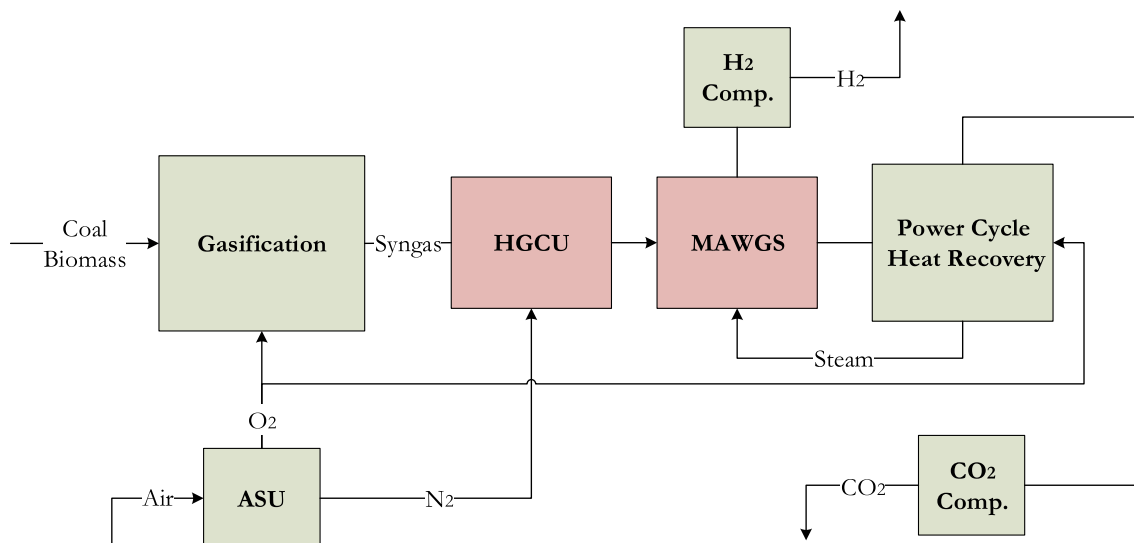 H2
Comp.
H2
Coal
Biomass
Gasification
Syngas
HGCU
MAWGS
Power Cycle
Heat Recovery
Steam
O2
Air
ASU
N2
CO2
CO2
Comp.